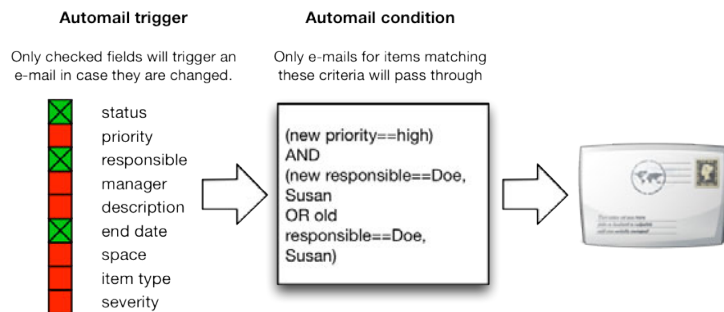 Automail trigger
Only checked fields will trigger an
e-mail in case they are changed.
status
priority
responsible
manager
description
end date
space
item type
severity
Automail condition
Only e-mails for items matching
these criteria will pass through
(new priority==high)
AND
(new responsible==Doe,
Susan
OR old
responsible==Doe,
Susan)